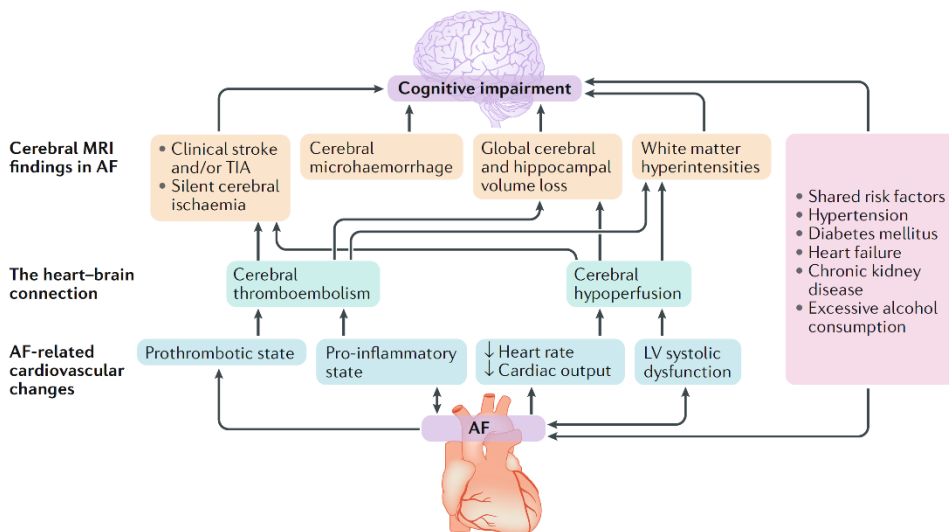 Cognitive impairment
Cerebral MRI
findings in AF
• Clinical stroke
and/or TIA
• Silent cerebral
ischaemia
Cerebral
microhaemorrhage
Global cerebral
and hippocampal
volume loss
White matter
hyperintensities
• Shared risk factors
• Hypertension
• Diabetes mellitus
• Heart failure
• Chronic kidney
disease
• Excessive alcohol
consumption
The heart–brain
connection
Cerebral
thromboembolism
Cerebral
hypoperfusion
AF-related
cardiovascular
changes
Prothrombotic state
Pro-inflammatory
state
↓ Heart rate
↓ Cardiac output
LV systolic
dysfunction
AF